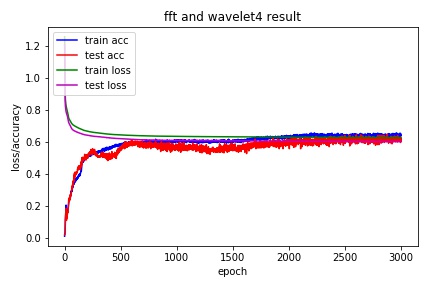 fft and wavelet4 result
train acc
test acc
train loss
test loss
loss/accuracy
1.2
1.0
0.8
0.6
0.4
0.2
0.0
0 500 1000 1500 2000 2500 3000
epoch